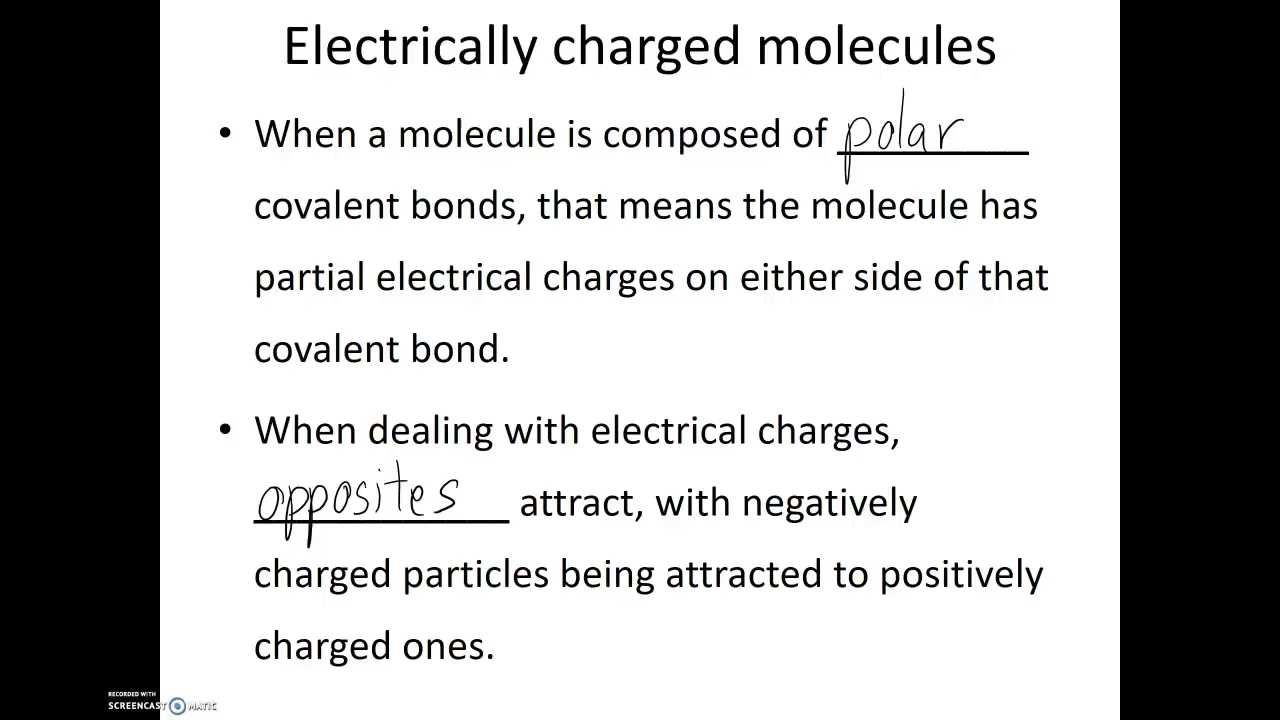 Electrically charged molecules
• When a molecule is composed of polar
covalent bonds, that means the molecule has
partial electrical charges on either side of that
covalent bond.
• When dealing with electrical charges,
opposites attract, with negatively
charged particles being attracted to positively
charged ones.
RECORDED WITH
SCREENCAST MATIC